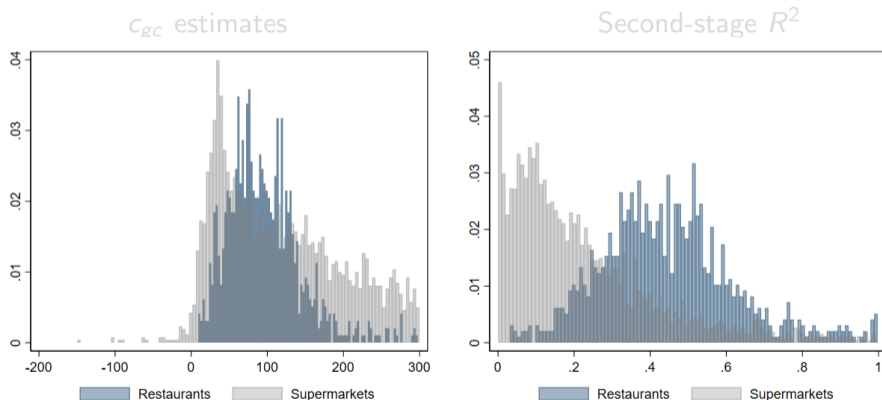 c_gc estimates
Second-stage R²
.04
.03
.02
.01
0
-200 -100 0 100 200 300
Restaurants Supermarkets
.05
.04
.03
.02
.01
0
0 .2 .4 .6 .8 1
Restaurants Supermarkets